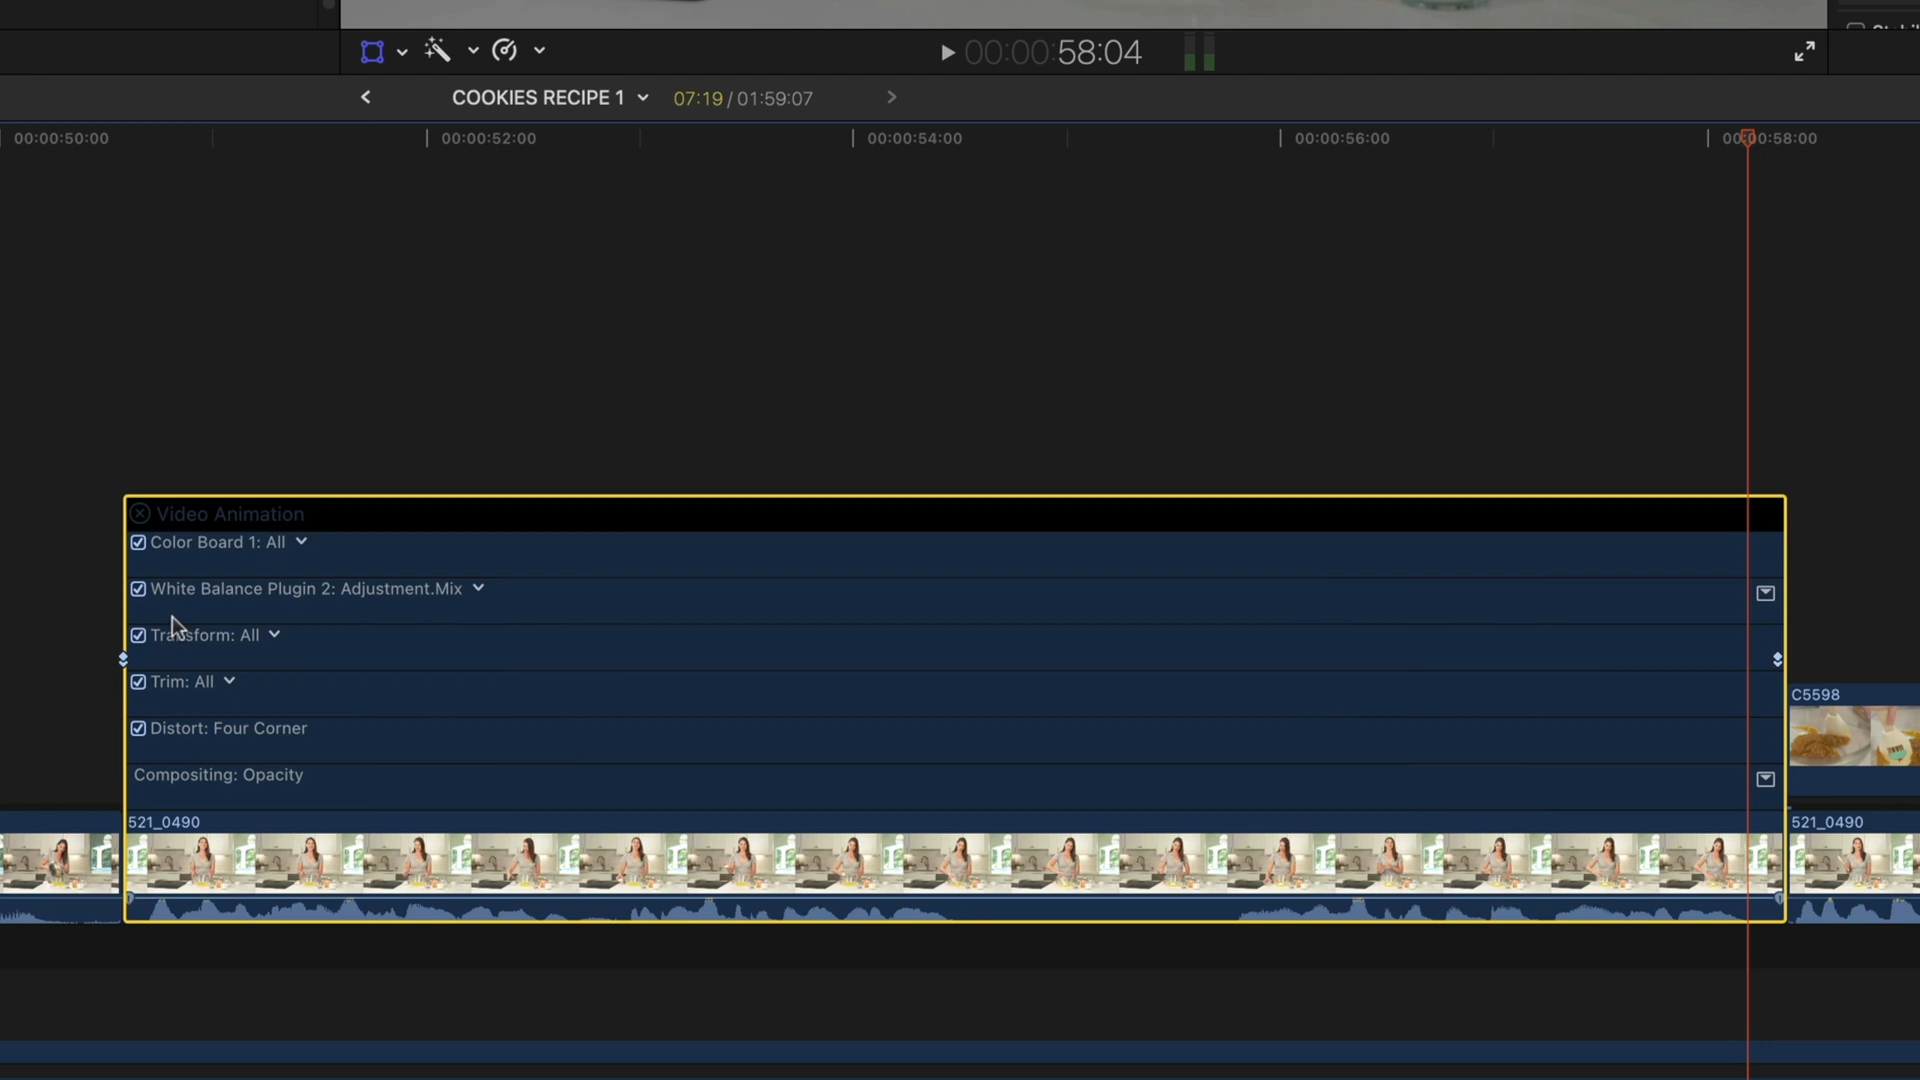 00:00:58:04
COOKIES RECIPE 1
07:19 / 01:59:07
00:00:50:00
00:00:52:00
00:00:54:00
00:00:56:00
00:00:58:00
Video Animation
Color Board 1: All
White Balance Plugin 2: Adjustment.Mix
Transform: All
Trim: All
Distort: Four Corner
Compositing: Opacity
C5598
521_0490
521_0490